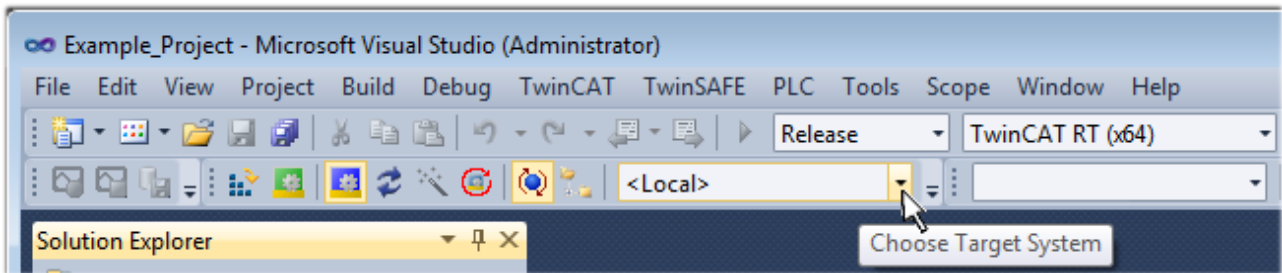 Example_Project - Microsoft Visual Studio (Administrator)
File Edit View Project Build Debug TwinCAT TwinSAFE PLC Tools Scope Window Help
Release TwinCAT RT (x64)
<Local>
Solution Explorer
Choose Target System